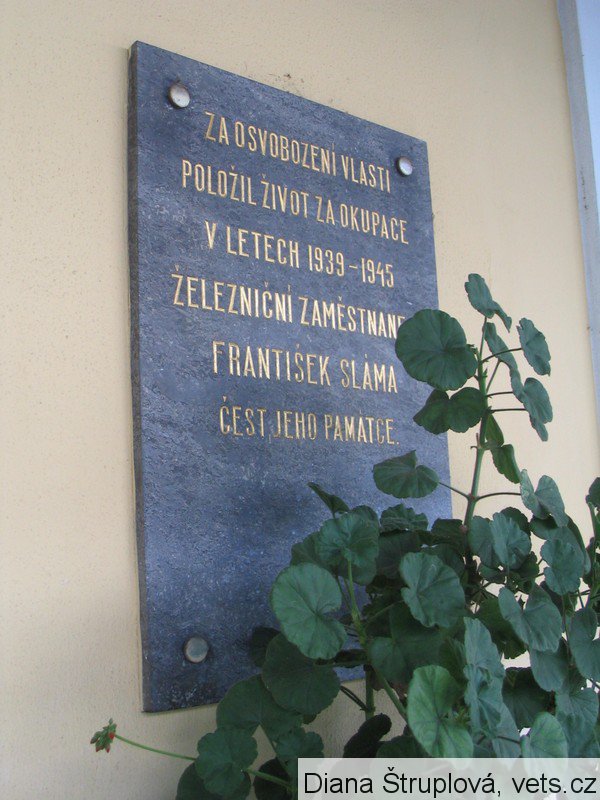 ZA OSVOBOZENÍ VLASTI
POLOŽIL ŽIVOT ZA OKUPACE
V LETECH 1939-1945
ŽELEZNIČNÍ ZAMĚSTNANE
FRANTIŠEK SLÁMA
ČEST JEHO PAMÁTCE.
Diana Štruplová, vets.cz